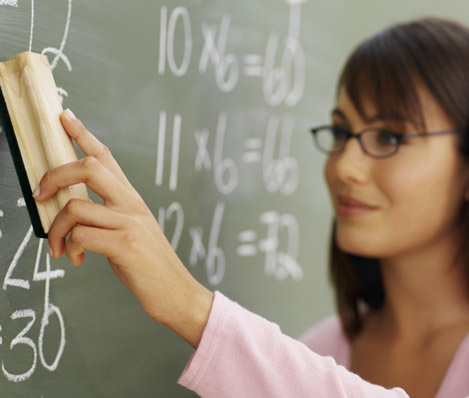 10 x 6 = 60
11 x 6 = 66
12 x 6 = 72
24
= 30